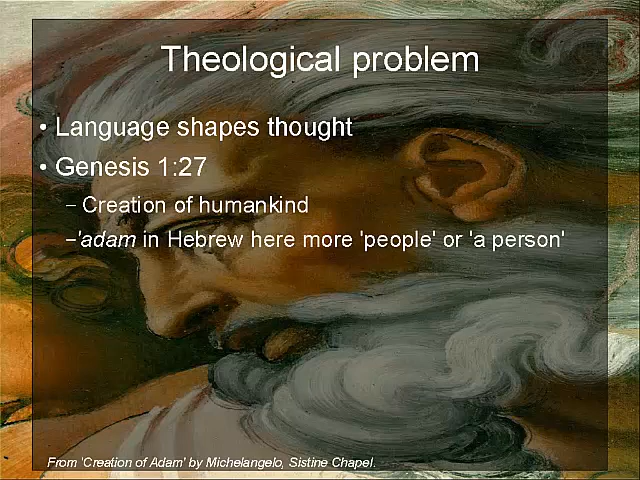 Theological problem
• Language shapes thought
• Genesis 1:27
– Creation of humankind
–'adam in Hebrew here more 'people' or 'a person'
From 'Creation of Adam' by Michelangelo, Sistine Chapel.